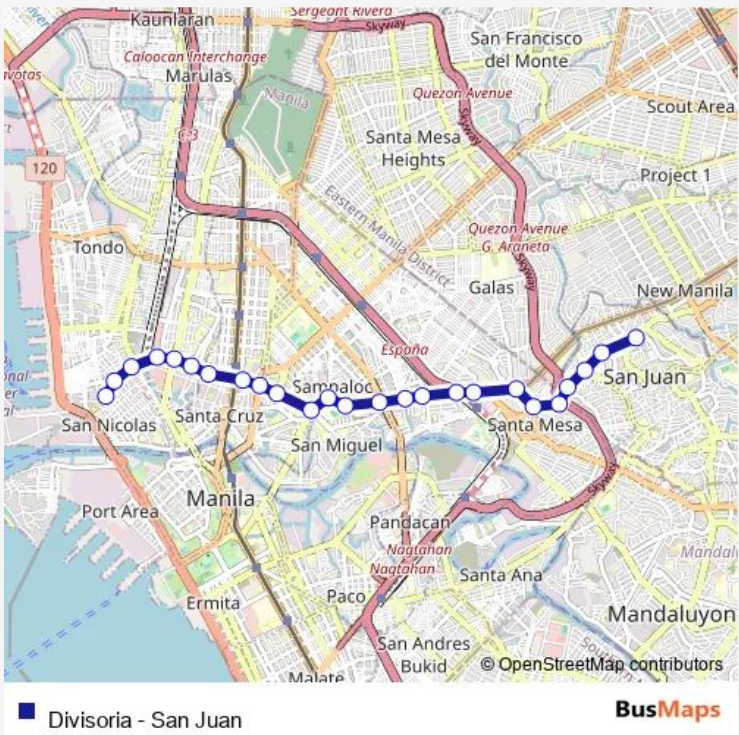 Kaunlaran
Sergeant Rivera
Skyway
San Francisco
del Monte
Caloocan Interchange
Marulas
Manila
Quezon Avenue
Skyway
Scout Area
C-3
Santa Mesa
Heights
120
Project 1
Eastern Manila District
Quezon Avenue
G. Araneta
Skyway
Tondo
Galas
New Manila
España
San Juan
Sampaloc
Santa Cruz
San Nicolas
Santa Mesa
San Miguel
Skyway
Manila
Port Area
Pandacan
Nagtahan
Nagtahan
Santa Ana
Paco
Ermita
Mandaluyon
San Andres
Bukid
Malate
© OpenStreetMap contributors
Divisoria - San Juan
BusMaps